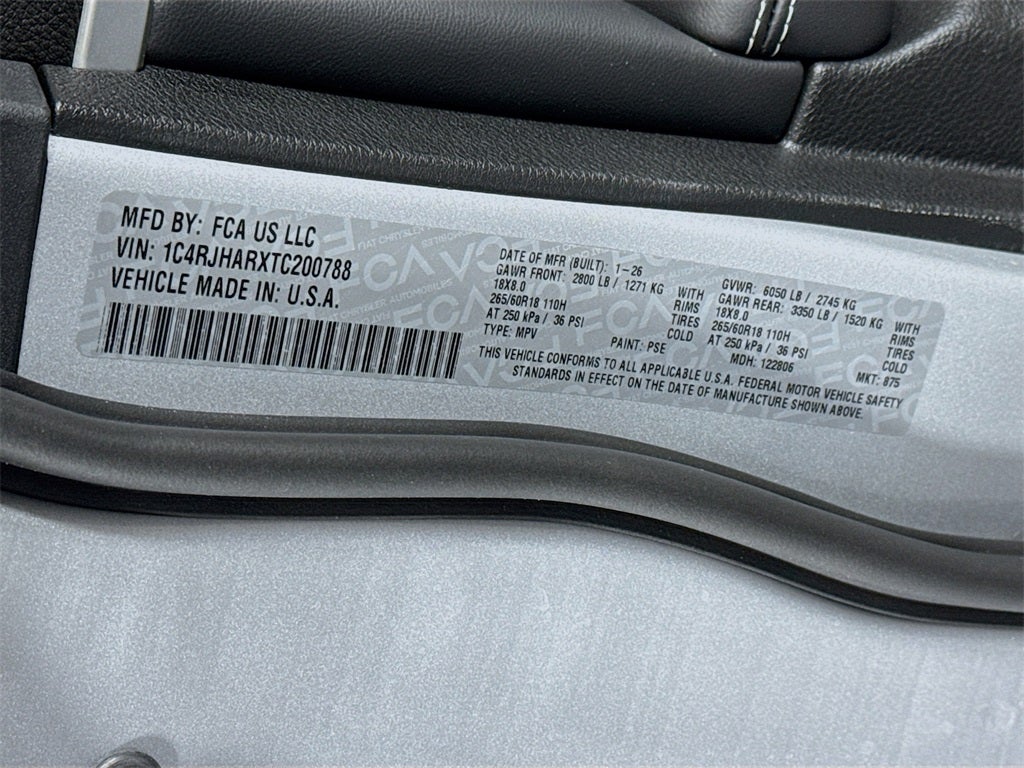 MFD BY: FCA US LLC
VIN: 1C4RJHARXTC200788
VEHICLE MADE IN: U.S.A.
DATE OF MFR (BUILT): 1-26
GAWR FRONT: 2800 LB / 1271 KG WITH
18X8.0 RIMS
265/60R18 110H TIRES
AT 250 kPa / 36 PSI COLD
TYPE: MPV PAINT: PSE
GVWR: 6050 LB / 2745 KG
GAWR REAR: 3350 LB / 1520 KG WITH
18X8.0 RIMS
265/60R18 110H TIRES
AT 250 kPa / 36 PSI COLD
MDH: 122806 MKT: 875
THIS VEHICLE CONFORMS TO ALL APPLICABLE U.S.A. FEDERAL MOTOR VEHICLE SAFETY
STANDARDS IN EFFECT ON THE DATE OF MANUFACTURE SHOWN ABOVE.